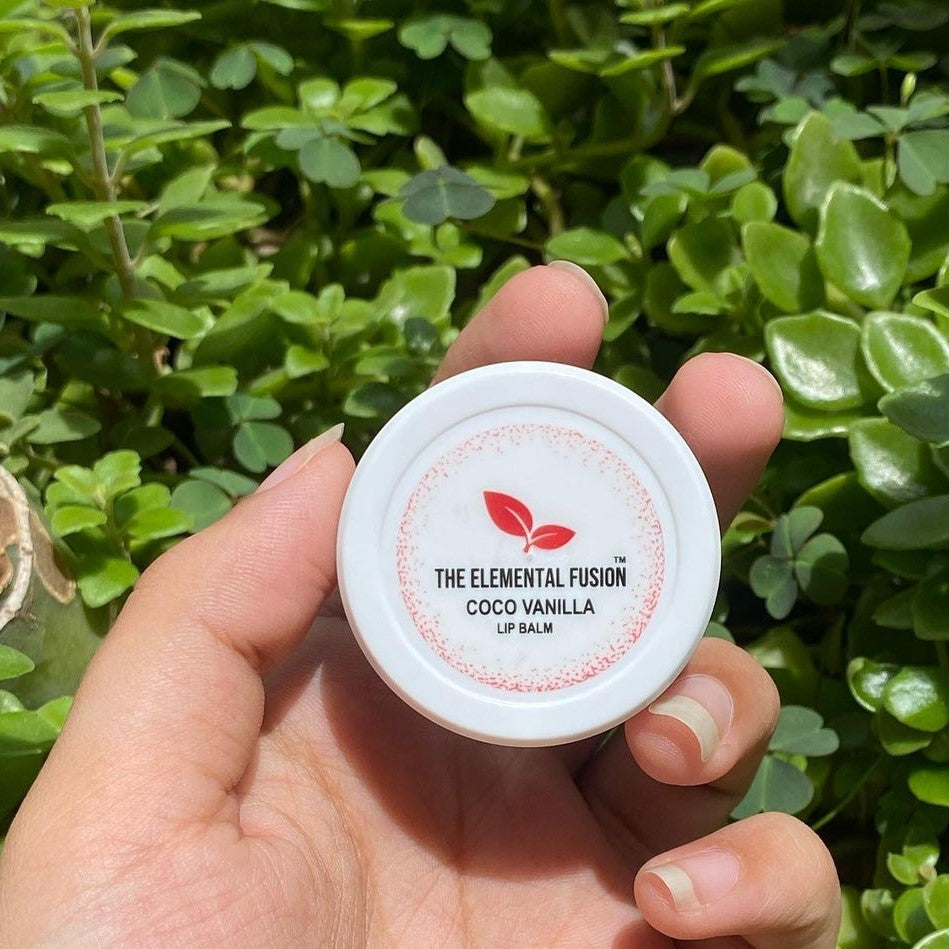 THE ELEMENTAL FUSION™
COCO VANILLA
LIP BALM